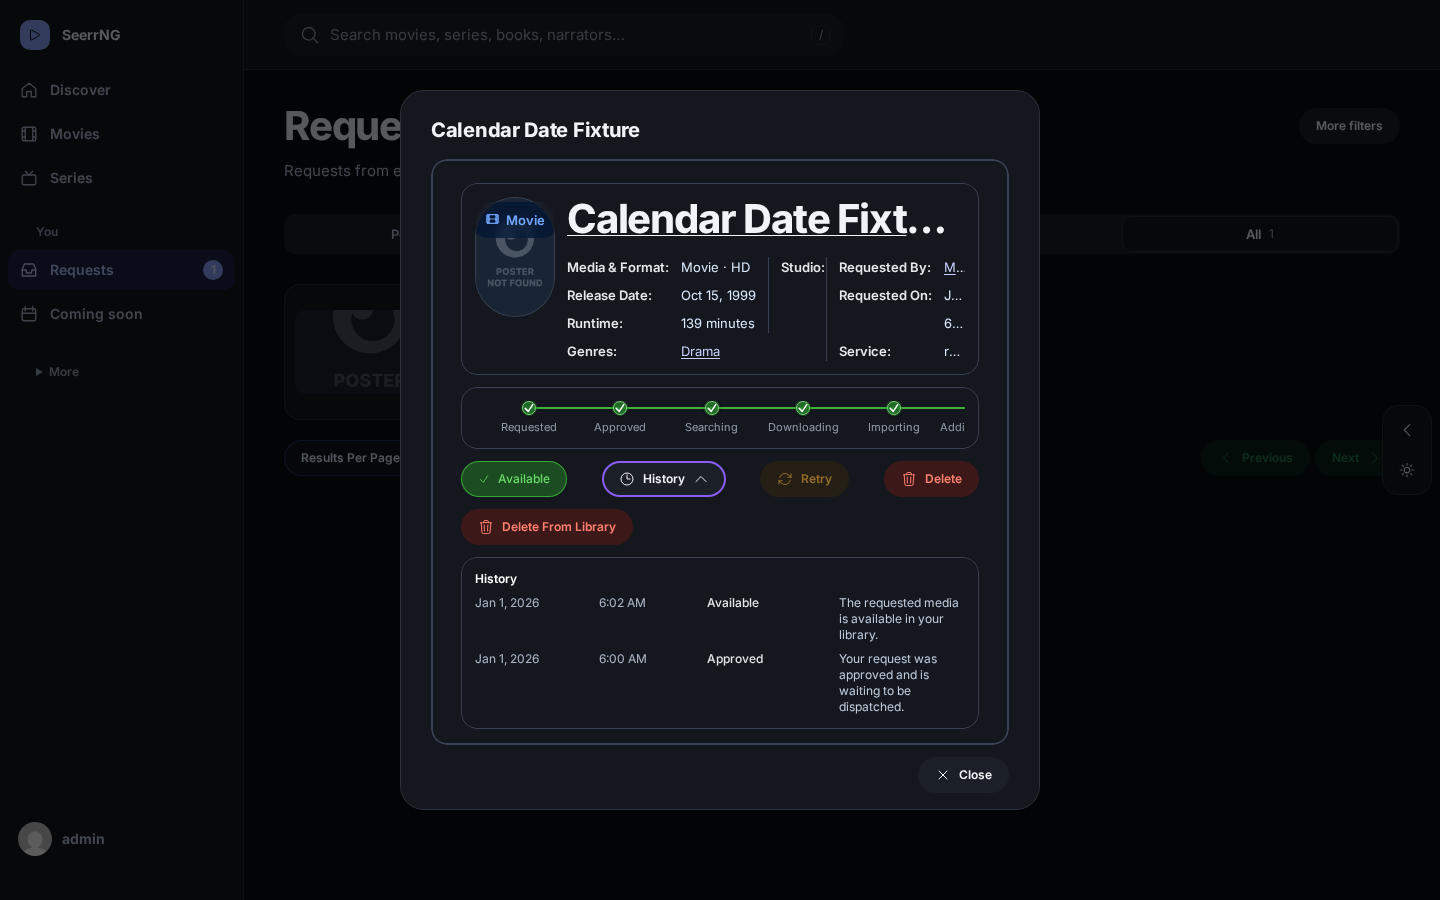 SeerrNG
Search movies, series, books, narrators...
/
Discover
Movies
Series
You
Requests
1
Coming soon
More
admin
Reque
Requests from e
More filters
P
All 1
POSTER
Results Per Page
Previous
Next
Calendar Date Fixture
Movie
POSTER
NOT FOUND
Calendar Date Fixt...
Media & Format: Movie · HD
Studio:
Requested By: M...
Release Date: Oct 15, 1999
Requested On: J...
Runtime: 139 minutes
6...
Genres: Drama
Service: r...
Requested
Approved
Searching
Downloading
Importing
Addi
Available
History
Retry
Delete
Delete From Library
History
Jan 1, 2026 6:02 AM Available The requested media
is available in your
library.
Jan 1, 2026 6:00 AM Approved Your request was
approved and is
waiting to be
dispatched.
Close